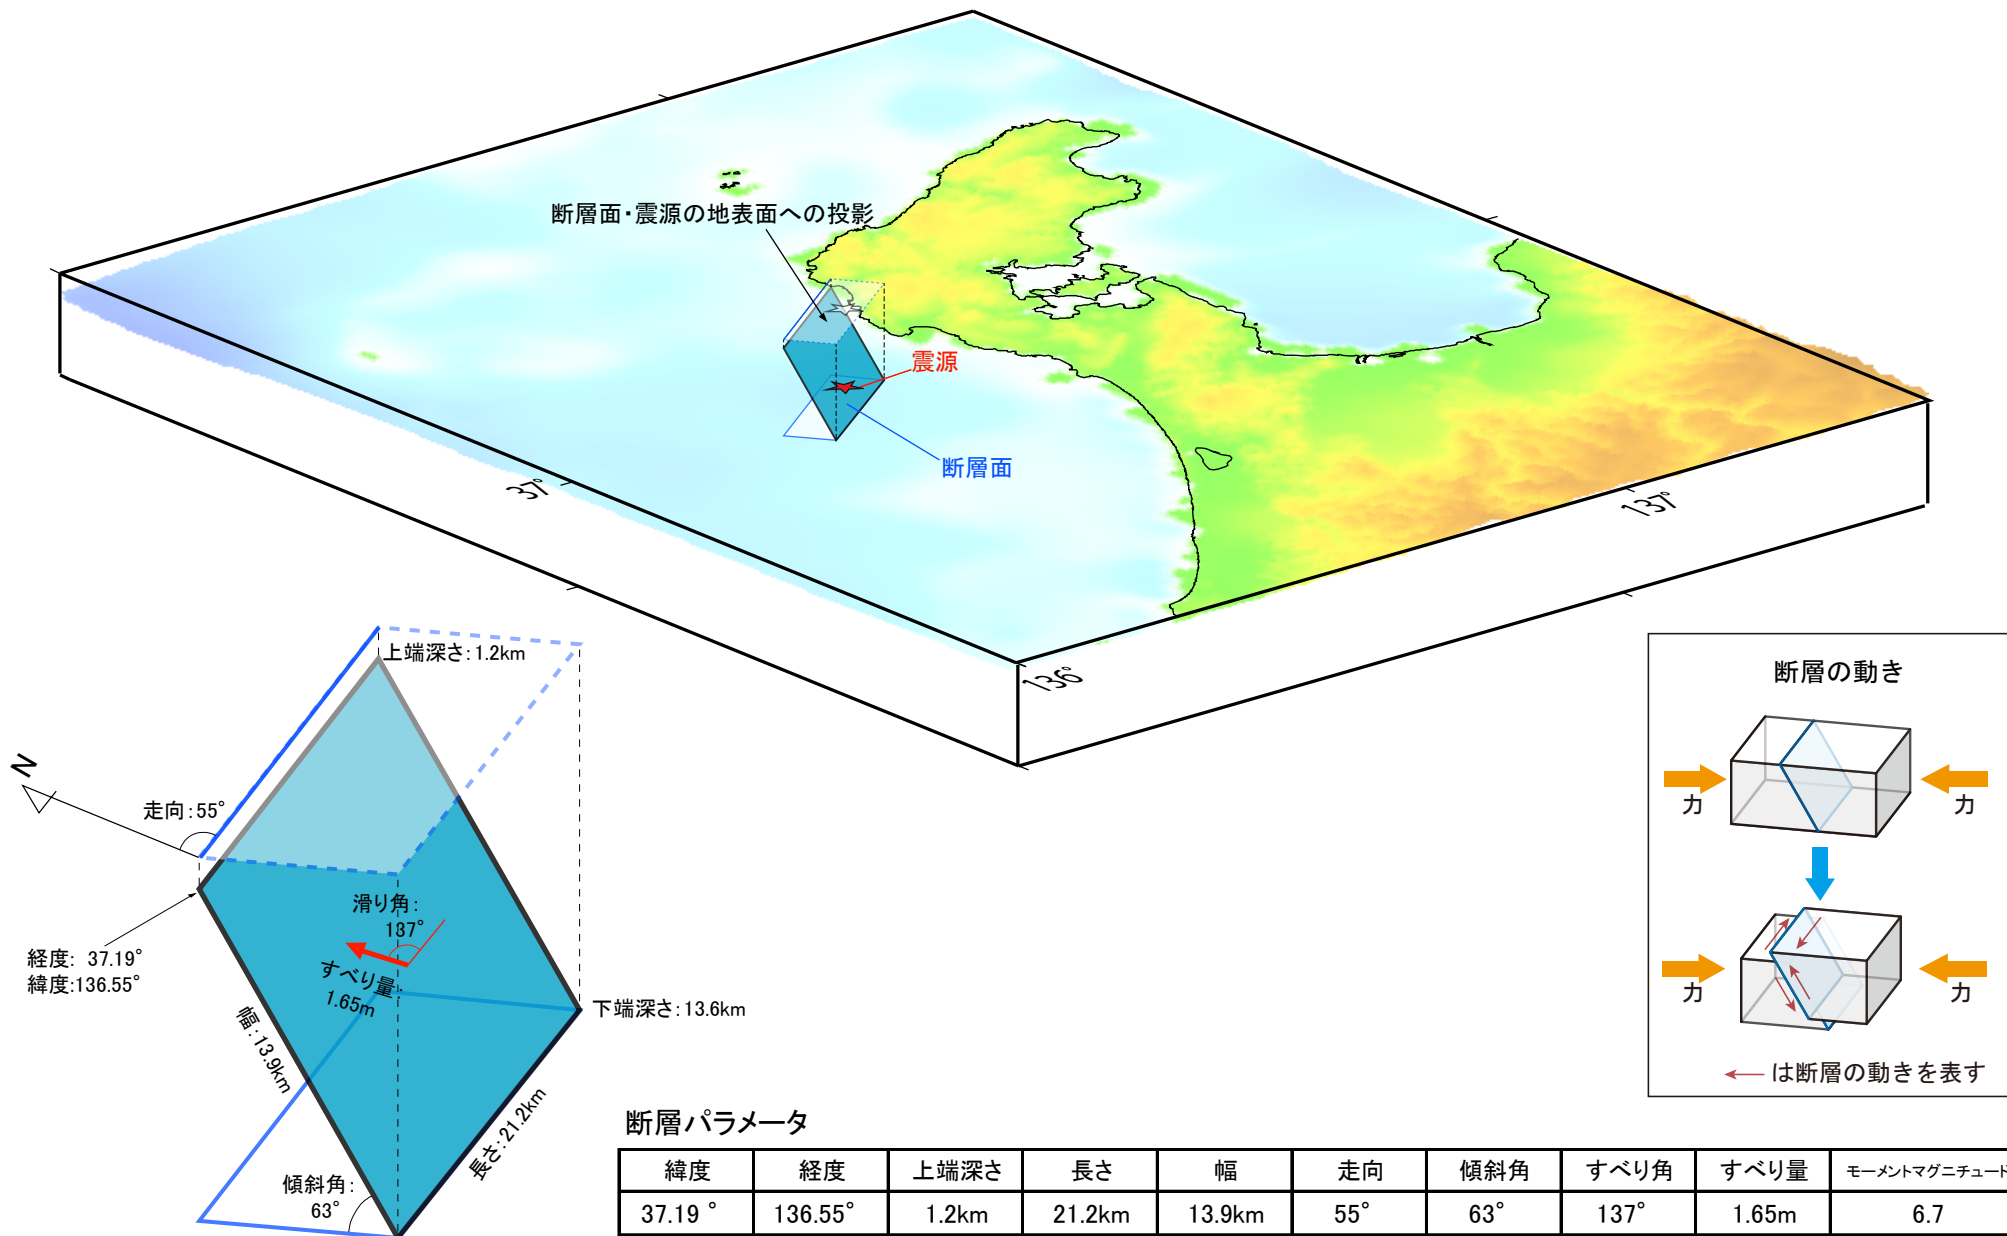 断層面・震源の地表面への投影
震源
断層面
37°
137°
136°
上端深さ:1.2km
N
走向:55°
滑り角:
137°
すべり量:
1.65m
経度: 37.19°
緯度:136.55°
幅:13.9km
下端深さ:13.6km
長さ:21.2km
傾斜角:
63°
断層の動き
力 力
力 力
は断層の動きを表す
断層パラメータ
緯度 経度 上端深さ 長さ 幅 走向 傾斜角 すべり角 すべり量 モーメントマグニチュード
37.19 ° 136.55° 1.2km 21.2km 13.9km 55° 63° 137° 1.65m 6.7